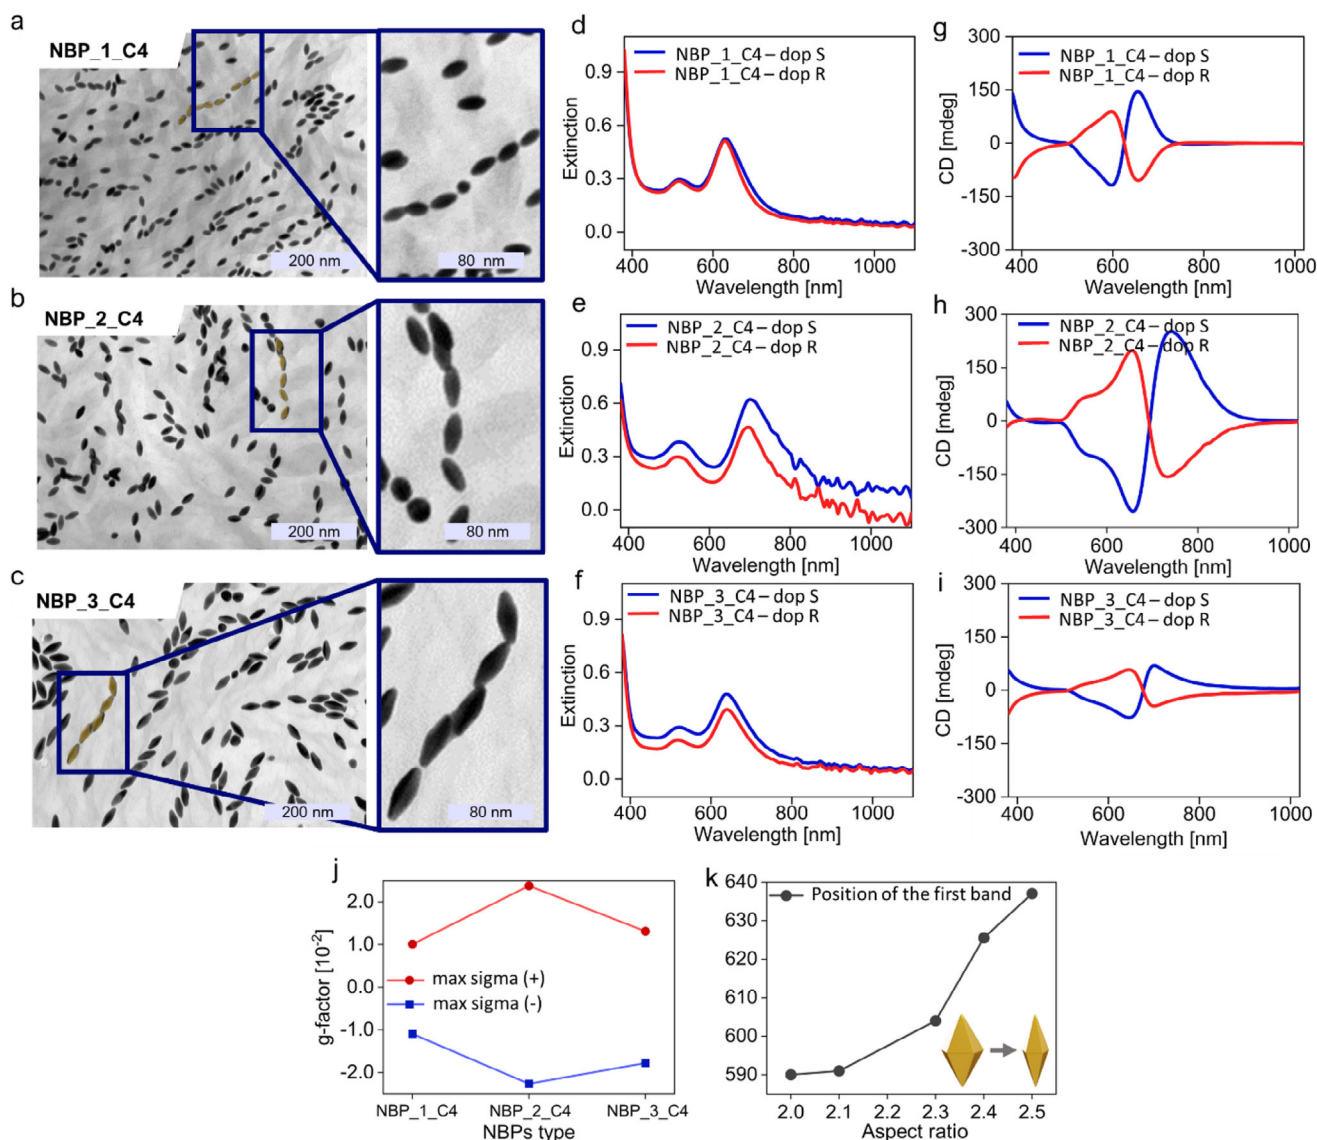 a
NBP_1_C4
200 nm
80 nm
d
NBP_1_C4 – dop S
NBP_1_C4 – dop R
0.9
0.6
0.3
0.0
Extinction
400 600 800 1000
Wavelength [nm]
g
NBP_1_C4 – dop S
NBP_1_C4 – dop R
300
150
0
-150
-300
CD [mdeg]
400 600 800 1000
Wavelength [nm]
b
NBP_2_C4
200 nm
80 nm
e
NBP_2_C4 – dop S
NBP_2_C4 – dop R
0.9
0.6
0.3
0.0
Extinction
400 600 800 1000
Wavelength [nm]
h
NBP_2_C4 – dop S
NBP_2_C4 – dop R
300
150
0
-150
-300
CD [mdeg]
400 600 800 1000
Wavelength [nm]
c
NBP_3_C4
200 nm
80 nm
f
NBP_3_C4 – dop S
NBP_3_C4 – dop R
0.9
0.6
0.3
0.0
Extinction
400 600 800 1000
Wavelength [nm]
i
NBP_3_C4 – dop S
NBP_3_C4 – dop R
300
150
0
-150
-300
CD [mdeg]
400 600 800 1000
Wavelength [nm]
j
2.0
1.0
0.0
-1.0
-2.0
g-factor [10⁻²]
max sigma (+)
max sigma (-)
NBP_1_C4 NBP_2_C4 NBP_3_C4
NBPs type
k
640
630
620
610
600
590
Position of the first band
2.0 2.1 2.2 2.3 2.4 2.5
Aspect ratio